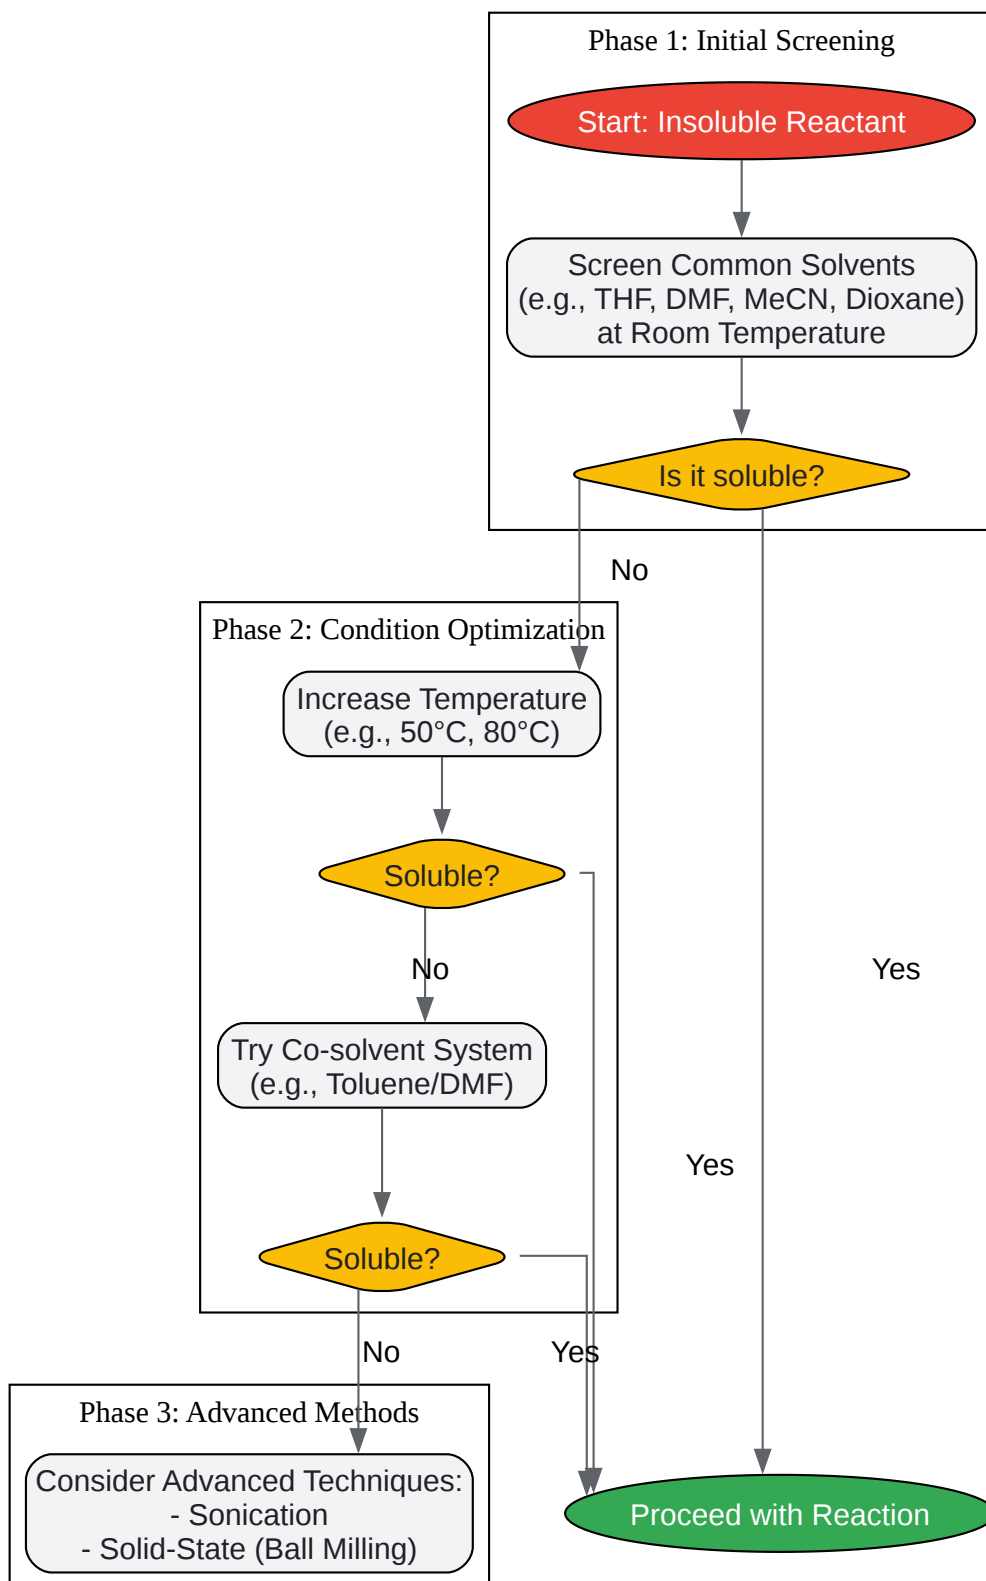 Phase 1: Initial Screening
Start: Insoluble Reactant
Screen Common Solvents
(e.g., THF, DMF, MeCN, Dioxane)
at Room Temperature
Is it soluble?
No
Phase 2: Condition Optimization
Increase Temperature
(e.g., 50°C, 80°C)
Soluble?
No
Yes
Try Co-solvent System
(e.g., Toluene/DMF)
Yes
Soluble?
No
Yes
Phase 3: Advanced Methods
Consider Advanced Techniques:
- Sonication
- Solid-State (Ball Milling)
Proceed with Reaction